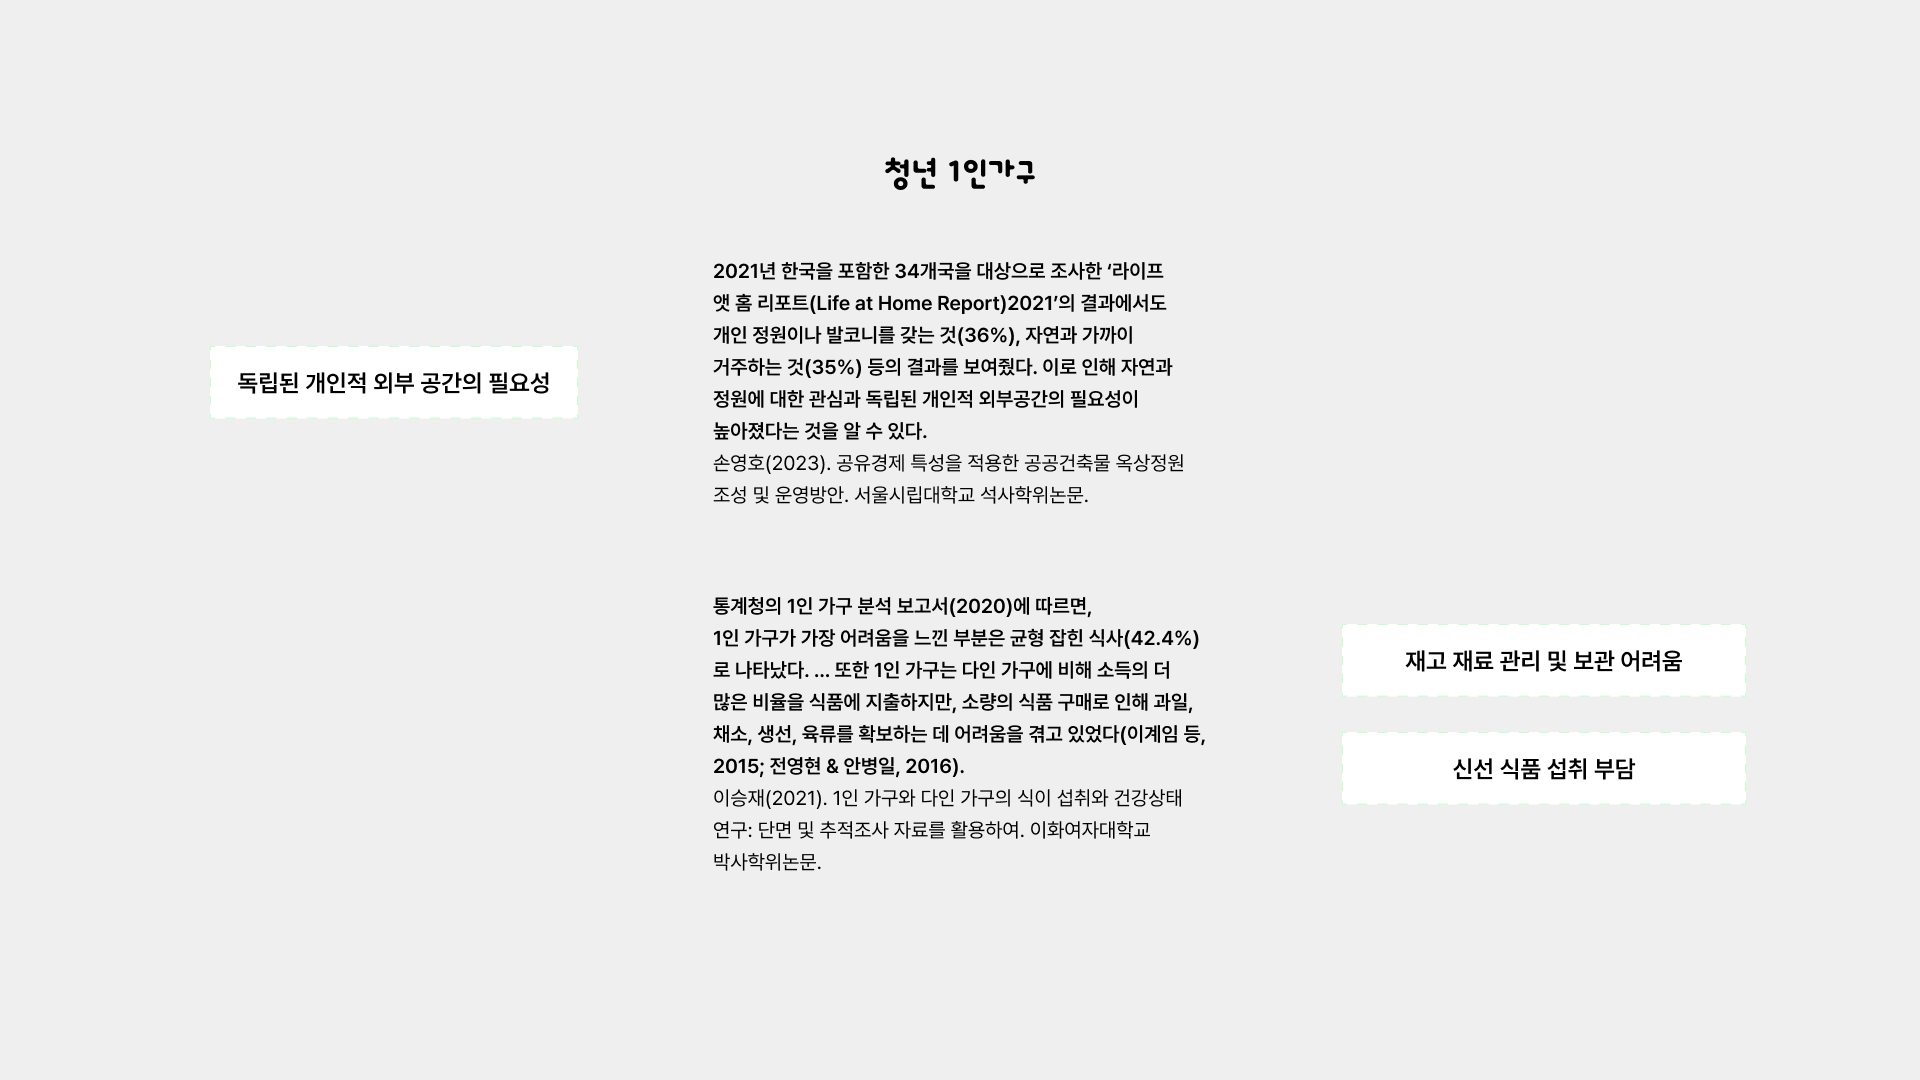 청년 1인가구
독립된 개인적 외부 공간의 필요성
2021년 한국을 포함한 34개국을 대상으로 조사한 ‘라이프
앳 홈 리포트(Life at Home Report)2021’의 결과에서도
개인 정원이나 발코니를 갖는 것(36%), 자연과 가까이
거주하는 것(35%) 등의 결과를 보여줬다. 이로 인해 자연과
정원에 대한 관심과 독립된 개인적 외부공간의 필요성이
높아졌다는 것을 알 수 있다.
손영호(2023). 공유경제 특성을 적용한 공공건축물 옥상정원
조성 및 운영방안. 서울시립대학교 석사학위논문.
통계청의 1인 가구 분석 보고서(2020)에 따르면,
1인 가구가 가장 어려움을 느낀 부분은 균형 잡힌 식사(42.4%)
로 나타났다. ... 또한 1인 가구는 다인 가구에 비해 소득의 더
많은 비율을 식품에 지출하지만, 소량의 식품 구매로 인해 과일,
채소, 생선, 육류를 확보하는 데 어려움을 겪고 있었다(이계임 등,
2015; 전영현 & 안병일, 2016).
이승재(2021). 1인 가구와 다인 가구의 식이 섭취와 건강상태
연구: 단면 및 추적조사 자료를 활용하여. 이화여자대학교
박사학위논문.
재고 재료 관리 및 보관 어려움
신선 식품 섭취 부담